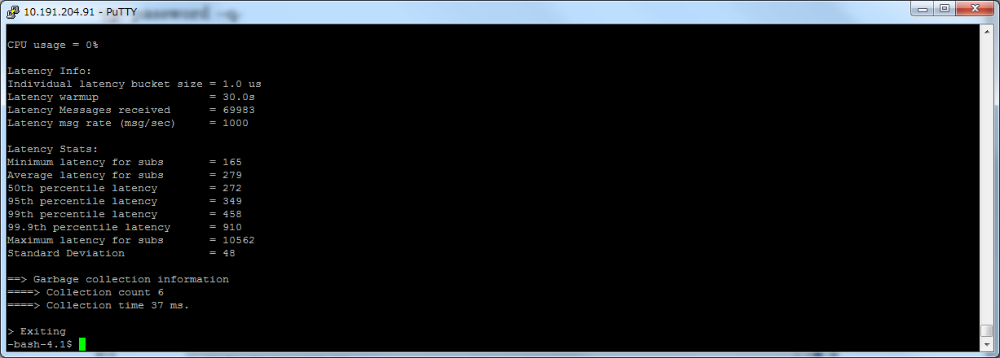 10.191.204.91 - PuTTY
CPU usage = 0%
Latency Info:
Individual latency bucket size = 1.0 us
Latency warmup                 = 30.0s
Latency Messages received      = 69983
Latency msg rate (msg/sec)     = 1000
Latency Stats:
Minimum latency for subs       = 165
Average latency for subs       = 279
50th percentile latency        = 272
95th percentile latency        = 349
99th percentile latency        = 458
99.9th percentile latency      = 910
Maximum latency for subs       = 10562
Standard Deviation             = 48
==> Garbage collection information
====> Collection count 6
====> Collection time 37 ms.
> Exiting
-bash-4.1$